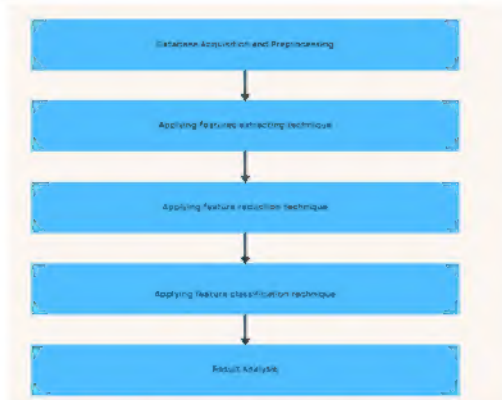 Database Acquisition and Preprocessing
Applying features extracting technique
Applying feature reduction technique
Applying feature classification technique
Result Analysis